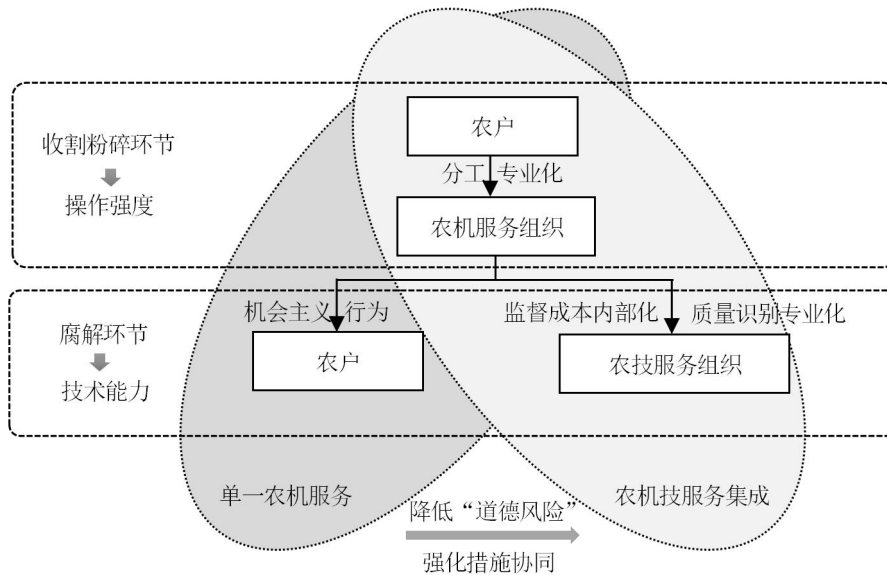 农户
收割粉碎环节
分工 专业化
操作强度
农机服务组织
机会主义 行为
监督成本内部化 质量识别专业化
腐解环节
农户
农技服务组织
技术能力
单一农机服务
农机技服务集成
降低“道德风险”
强化措施协同